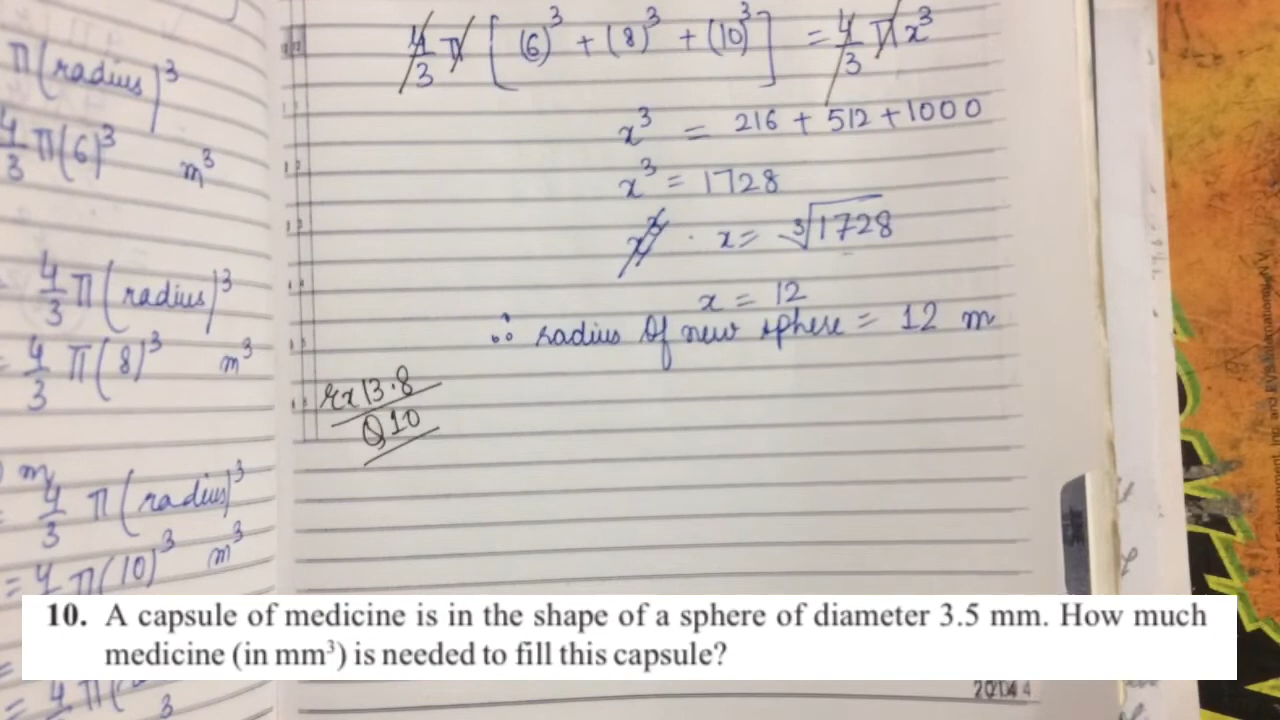 π(radius)³
4/3 π(6)³ m³
4/3 π(radius)³
= 4/3 π(8)³ m³
m
4/3 π(radius)³
= 4/3 π(10)³ m³
=
= 4/3 π
4/3 π [(6)³ + (8)³ + (10)³] = 4/3 π x³
x³ = 216 + 512 + 1000
x³ = 1728
x = ³√1728
x = 12
∴ radius of new sphere = 12 m
Ex 13.8
Q10
10. A capsule of medicine is in the shape of a sphere of diameter 3.5 mm. How much
medicine (in mm³) is needed to fill this capsule?